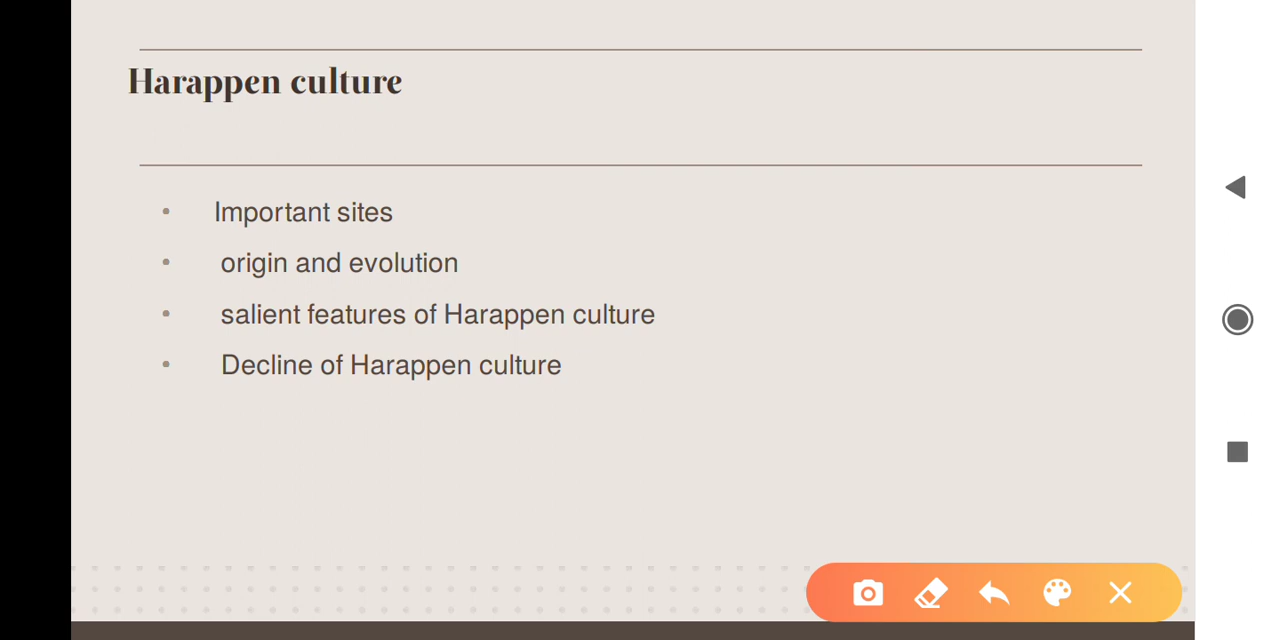 Harappen culture
• Important sites
• origin and evolution
• salient features of Harappen culture
• Decline of Harappen culture